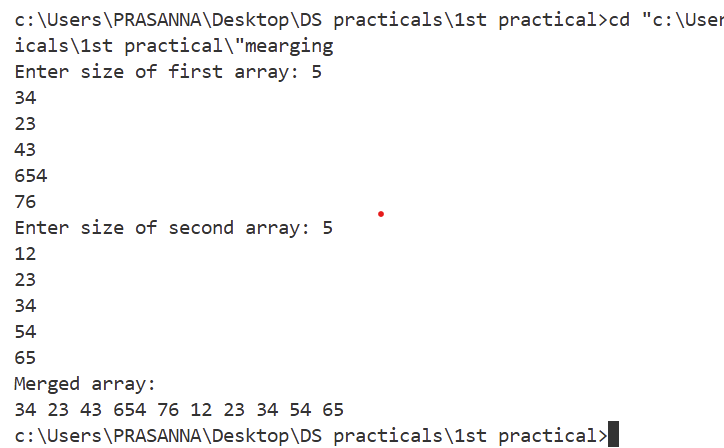 c:\Users\PRASANNA\Desktop\DS practicals\1st practical>cd "c:\User
icals\1st practical\"mearging
Enter size of first array: 5
34
23
43
654
76
Enter size of second array: 5
12
23
34
54
65
Merged array:
34 23 43 654 76 12 23 34 54 65
c:\Users\PRASANNA\Desktop\DS practicals\1st practical>